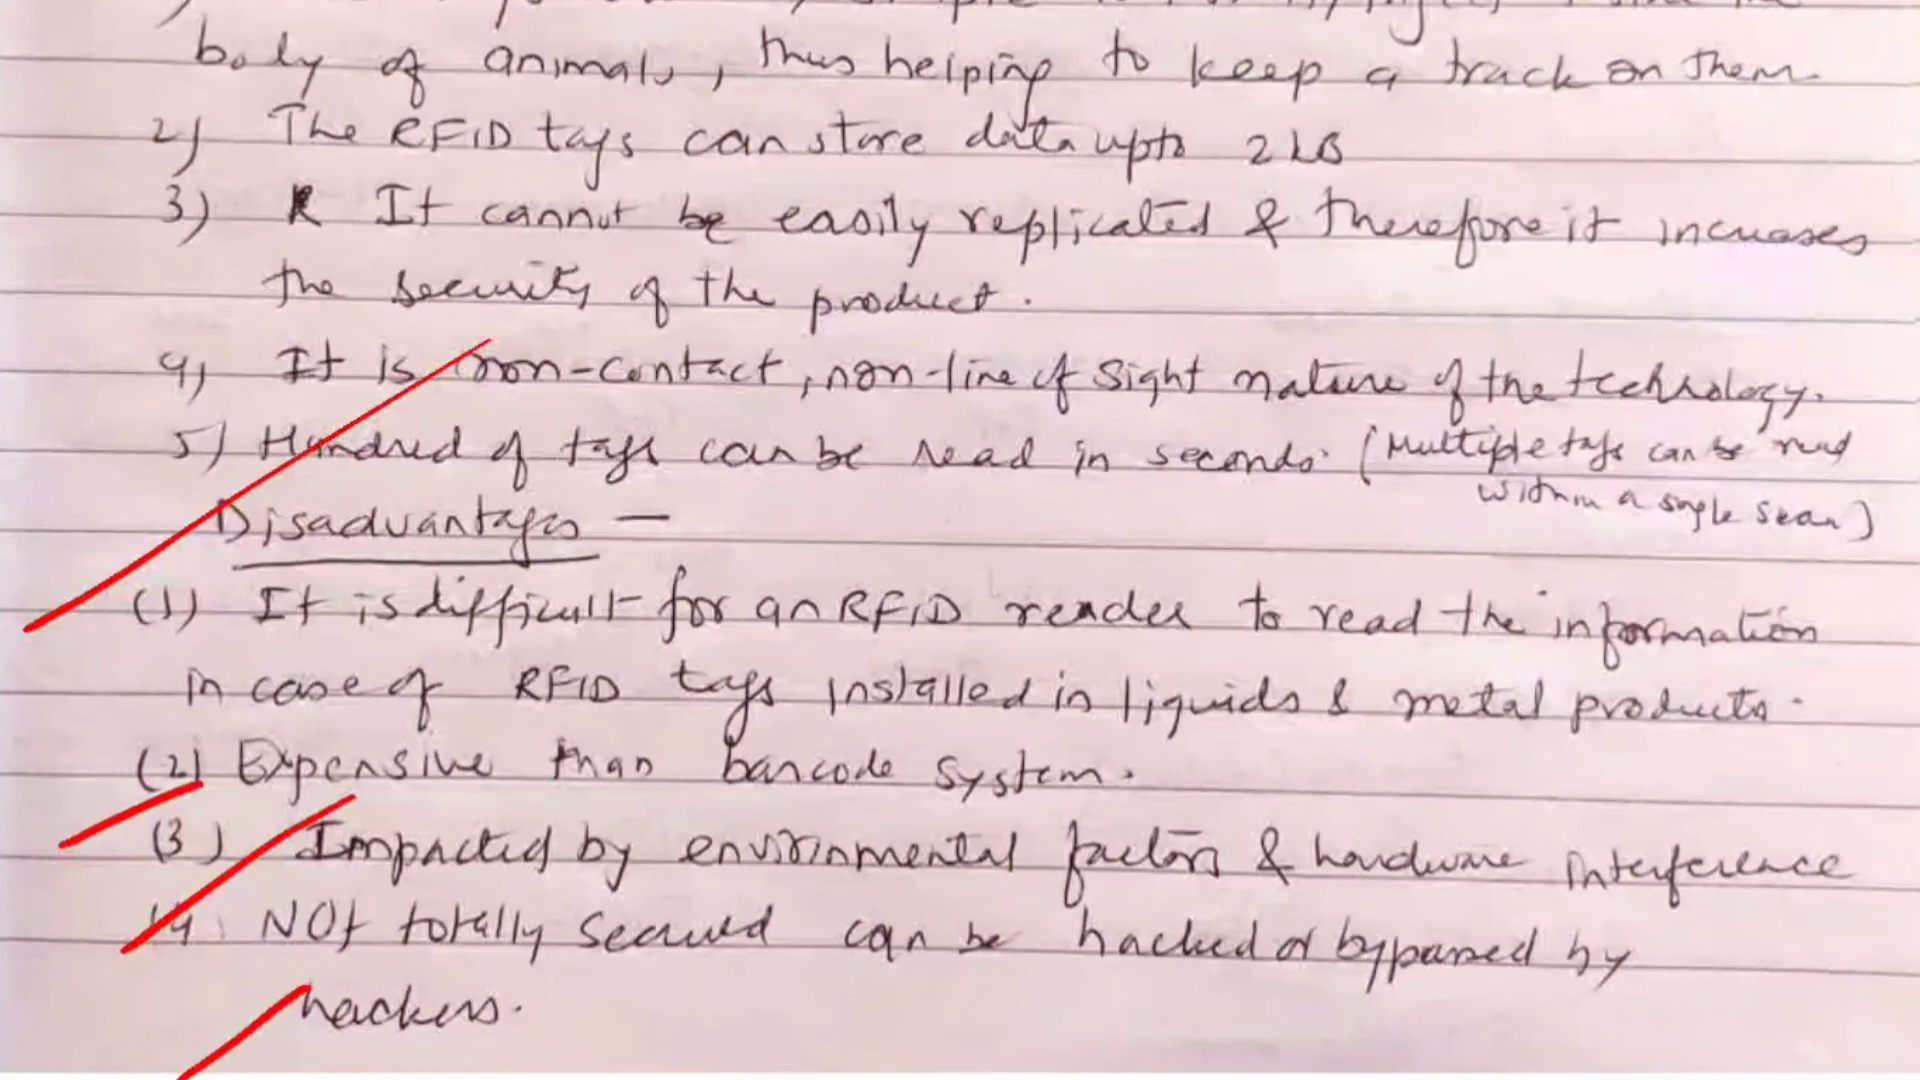 body of animals, thus helping to keep a track on them
2) The RFID tags can store data upto 2 kB
3) It cannot be easily replicated & therefore it increases
the security of the product.
4) It is non-contact, non-line of sight nature of the technology.
5) Hundred of tags can be read in seconds. (Multiple tags can be read
within a single scan)
Disadvantages —
(1) It is difficult for an RFID reader to read the information
in case of RFID tags installed in liquids & metal products.
(2) Expensive than barcode system.
(3) Impacted by environmental factors & hardware interference
4. NOt totally secured can be hacked or bypassed by
hackers.